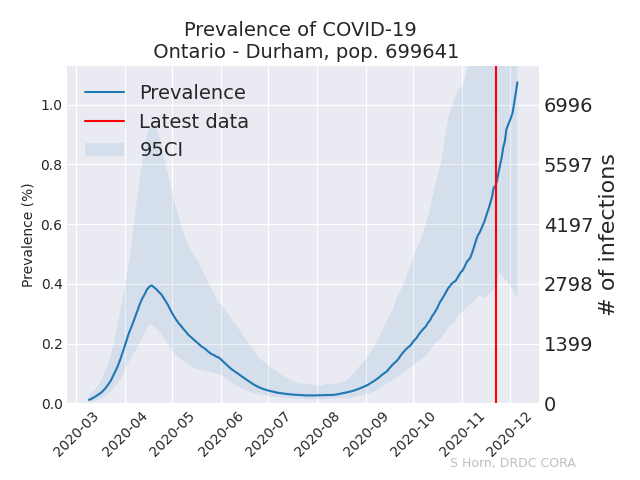 Prevalence of COVID-19
Ontario - Durham, pop. 699641
Prevalence
Latest data
95CI
Prevalence (%)
1.0
0.8
0.6
0.4
0.2
0.0
6996
5597
4197
2798
1399
0
# of infections
2020-03
2020-04
2020-05
2020-06
2020-07
2020-08
2020-09
2020-10
2020-11
2020-12
S Horn, DRDC CORA